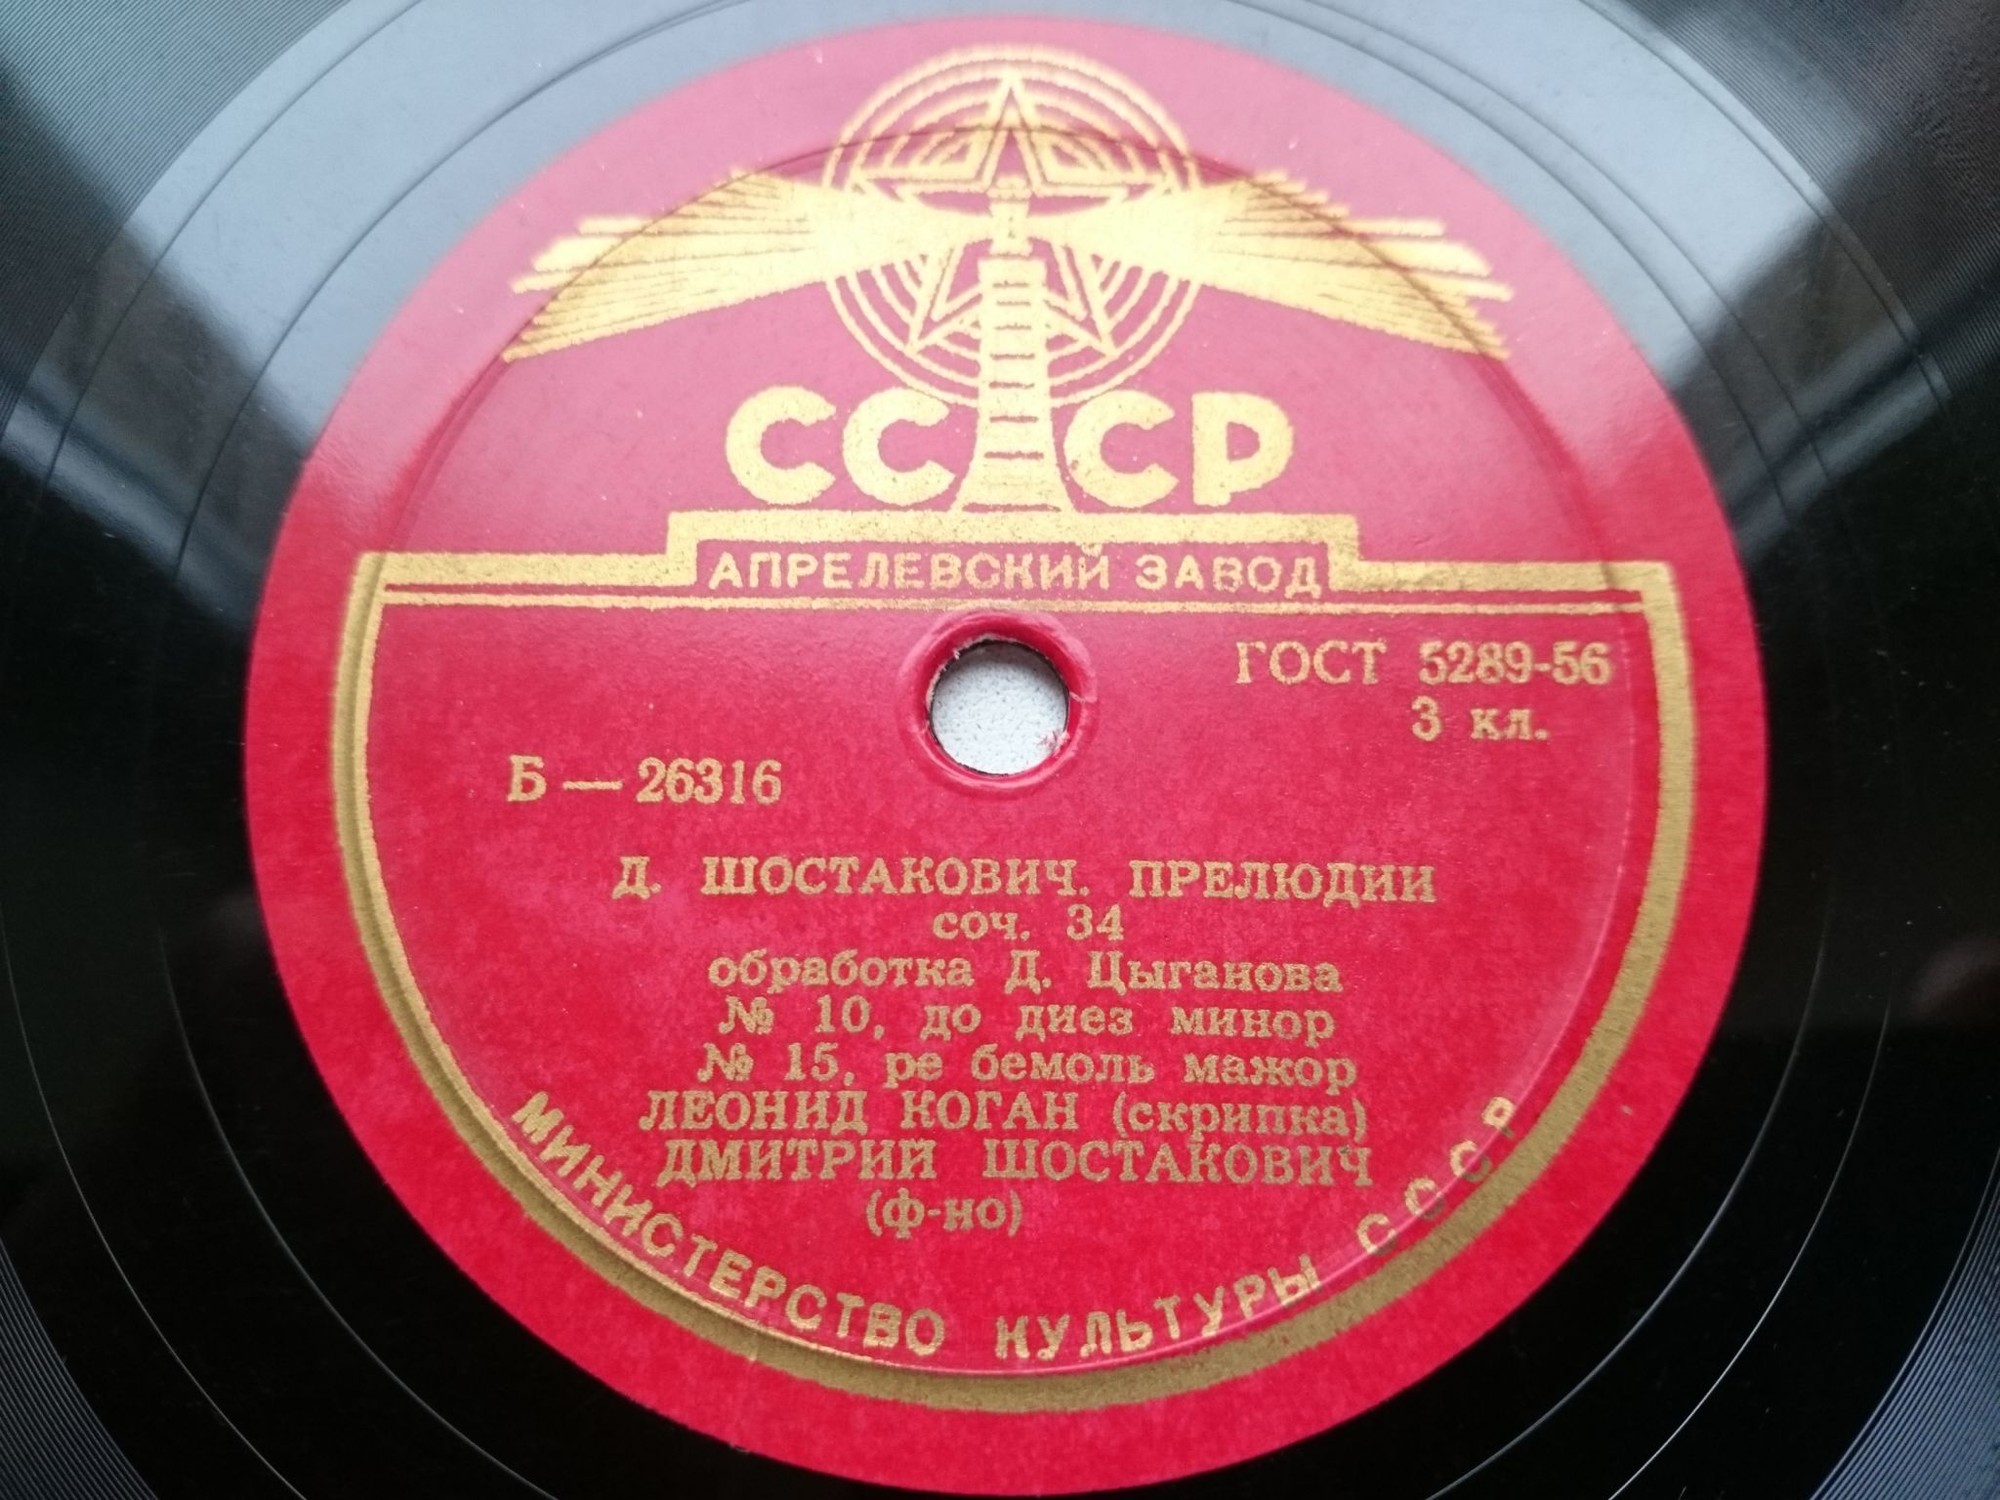 СССР
АПРЕЛЕВСКИЙ ЗАВОД
ГОСТ 5289-56
3 кл.
Б — 26316
Д. ШОСТАКОВИЧ. ПРЕЛЮДИИ
соч. 34
обработка Д. Цыганова
№ 10, до диез минор
№ 15, ре бемоль мажор
ЛЕОНИД КОГАН (скрипка)
ДМИТРИЙ ШОСТАКОВИЧ
(ф-но)
МИНИСТЕРСТВО КУЛЬТУРЫ СССР